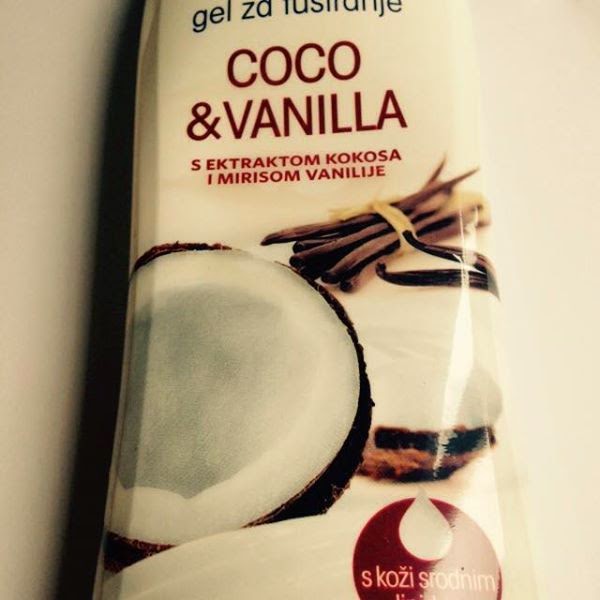 gel za tuširanje
COCO
&VANILLA
S EKTRAKTOM KOKOSA
I MIRISOM VANILIJE
s koži srodnim